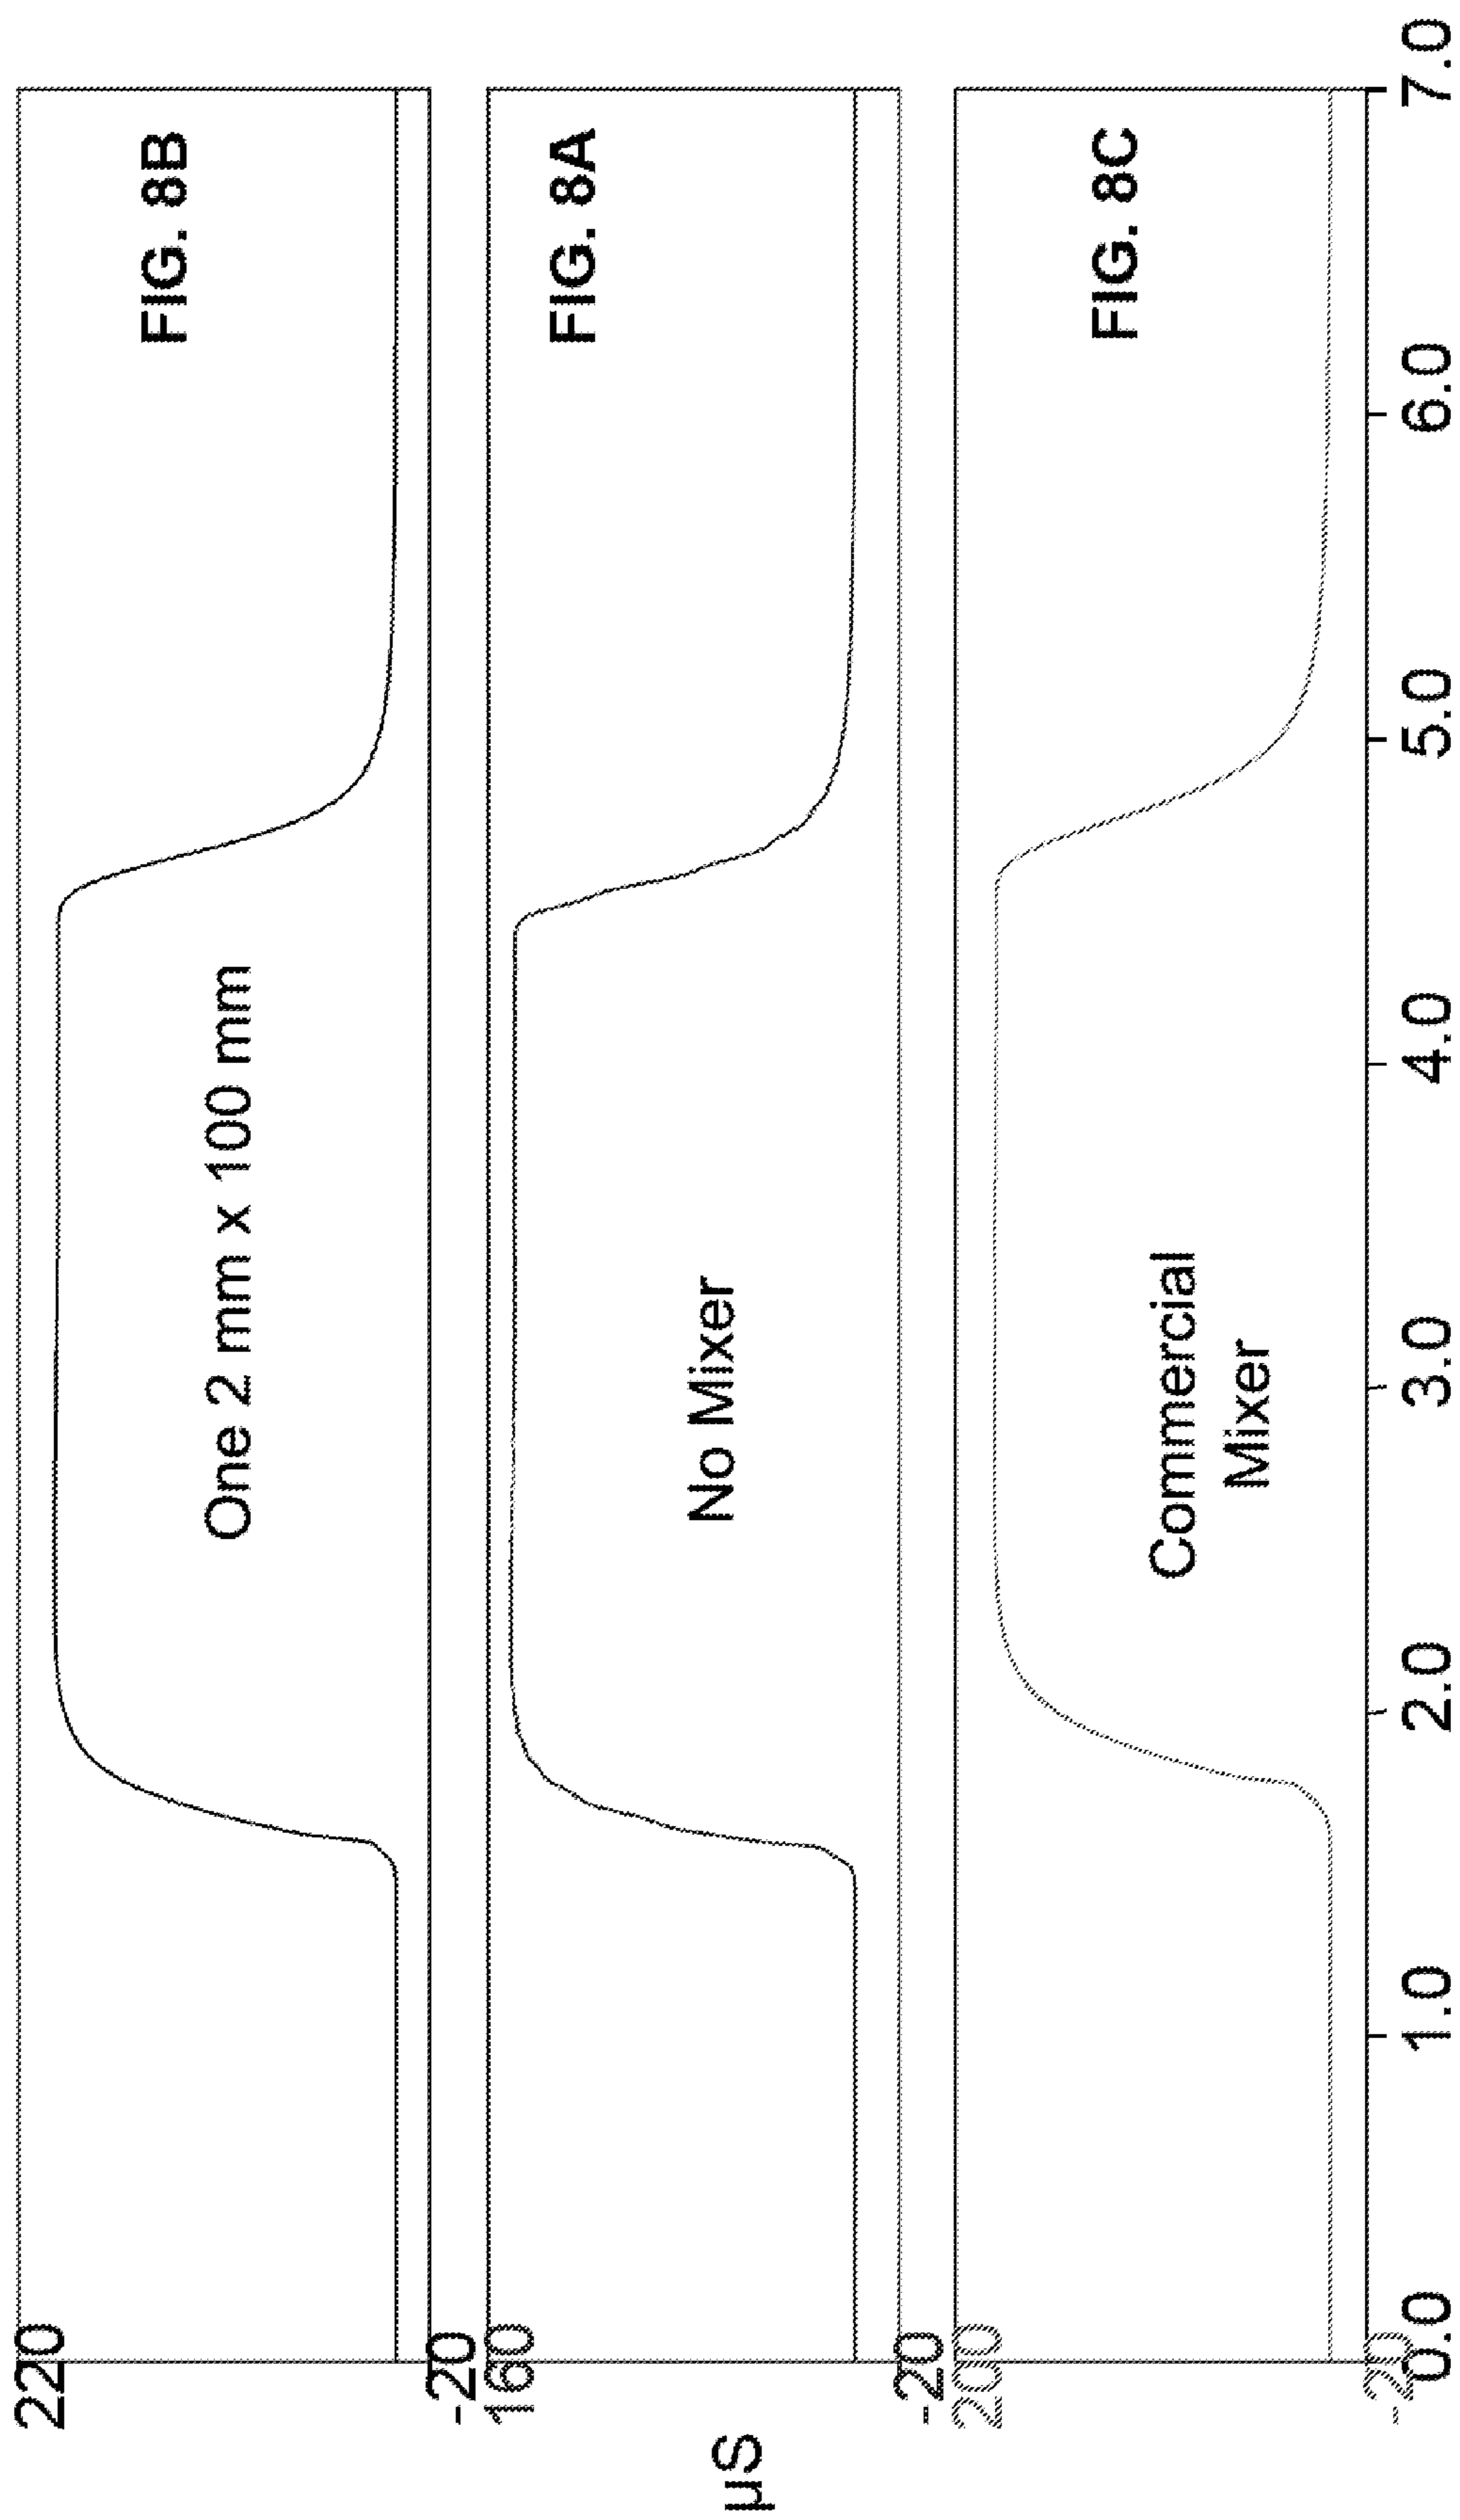 220
FIG. 8B
One 2 mm x 100 mm
-20
160
FIG. 8A
No Mixer
µS
-20
200
FIG. 8C
Commercial
Mixer
-20
0.0 1.0 2.0 3.0 4.0 5.0 6.0 7.0